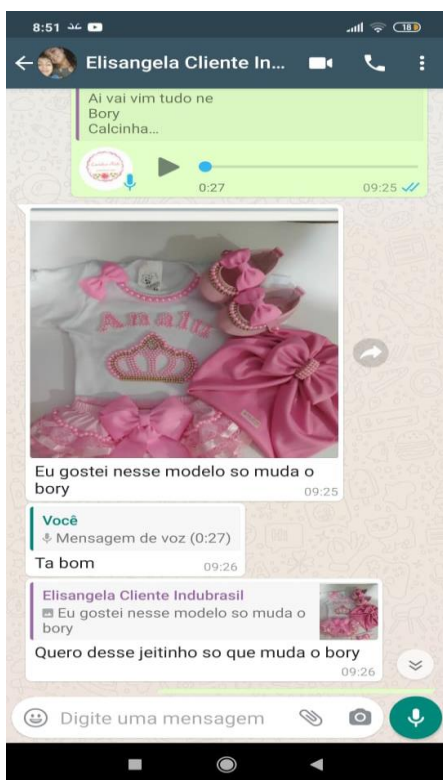 8:51
18
Elisangela Cliente In...
Ai vai vim tudo ne
Bory
Calcinha...
0:27
09:25
Analu
Eu gostei nesse modelo so muda o
bory
09:25
Você
Mensagem de voz (0:27)
Ta bom
09:26
Elisangela Cliente Indubrasil
Eu gostei nesse modelo so muda o
bory
Quero desse jeitinho so que muda o bory
09:26
Digite uma mensagem